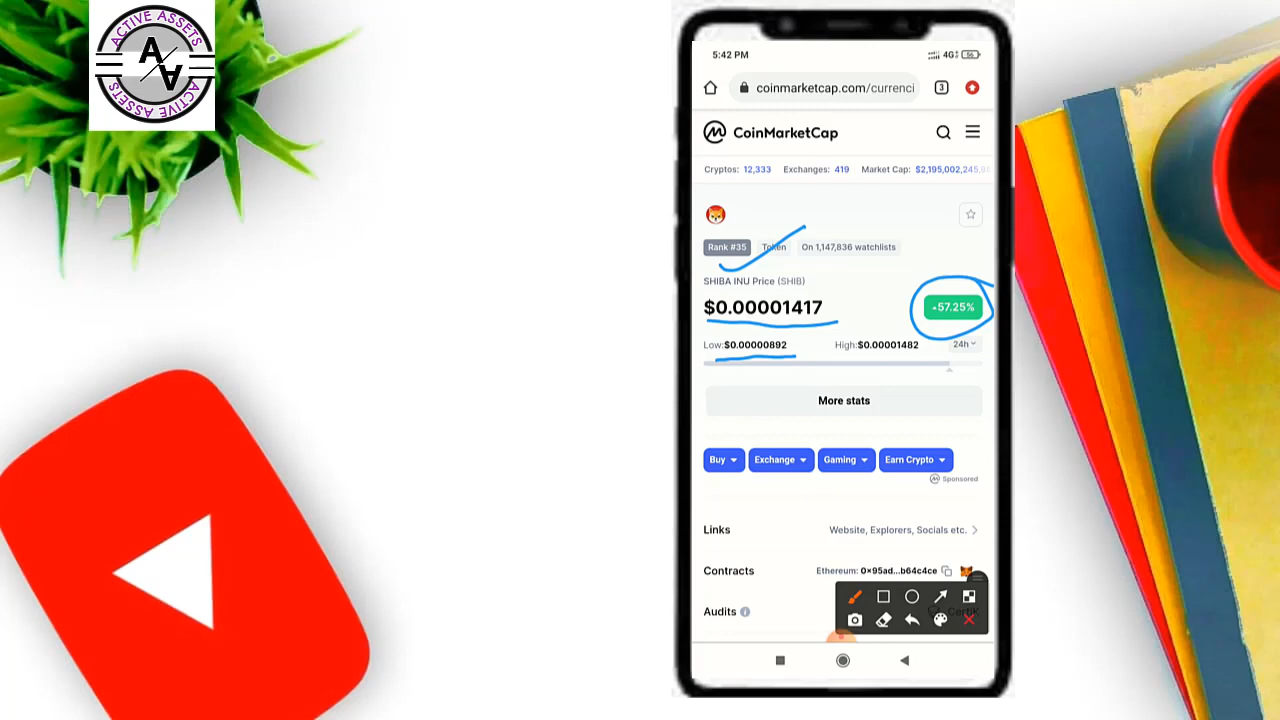 ACTIVE ASSETS
A/A
ACTIVE ASSETS
5:42 PM
4G 56
coinmarketcap.com/currenci
3
CoinMarketCap
Cryptos: 12,333 Exchanges: 419 Market Cap: $2,195,002,245,
Rank #35 Token On 1,147,836 watchlists
SHIBA INU Price (SHIB)
$0.00001417
57.25%
Low:$0.00000892 High:$0.00001482 24h
More stats
Buy Exchange Gaming Earn Crypto
Sponsored
Links Website, Explorers, Socials etc.
Contracts Ethereum: 0x95ad...b64c4ce
Audits CertiK